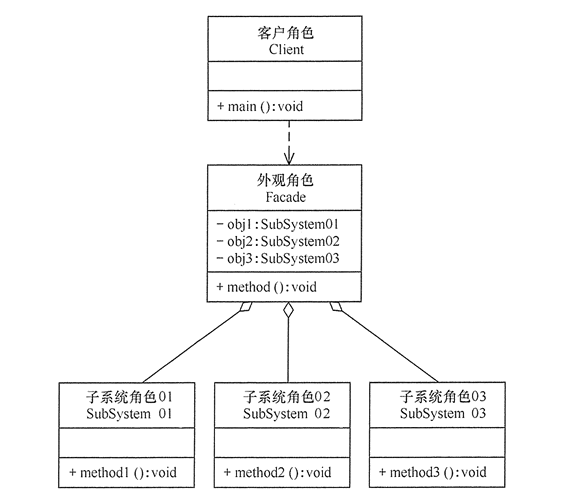 客户角色
Client
+ main ():void
外观角色
Facade
- obj1:SubSystem01
- obj2:SubSystem02
- obj3:SubSystem03
+ method ():void
子系统角色01
SubSystem 01
+ method1 ():void
子系统角色02
SubSystem 02
+ method2 ():void
子系统角色03
SubSystem 03
+ method3 ():void